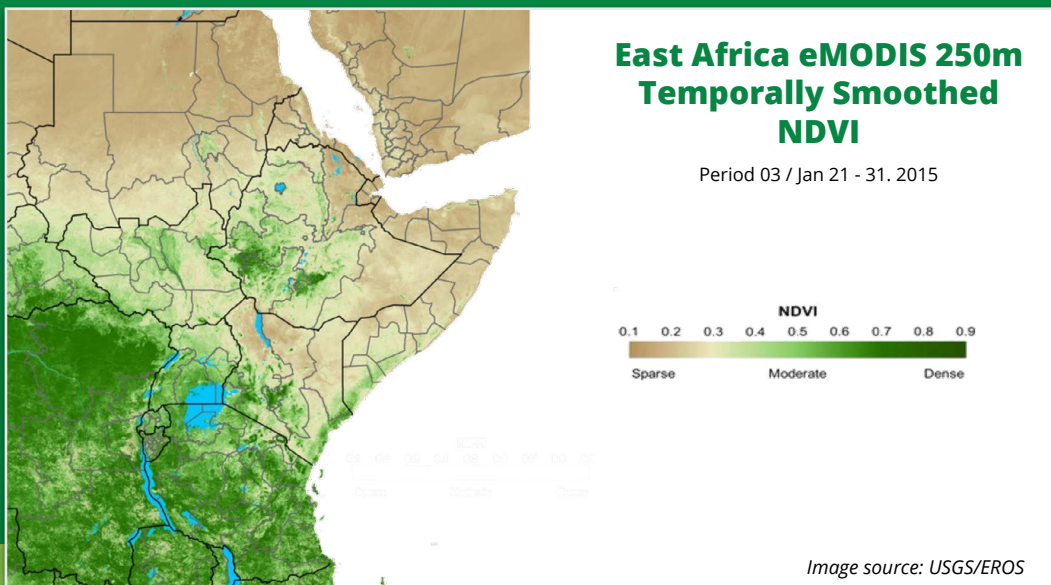 East Africa eMODIS 250m
Temporally Smoothed
NDVI
Period 03 / Jan 21 - 31. 2015
NDVI
0.1 0.2 0.3 0.4 0.5 0.6 0.7 0.8 0.9
Sparse Moderate Dense
Image source: USGS/EROS